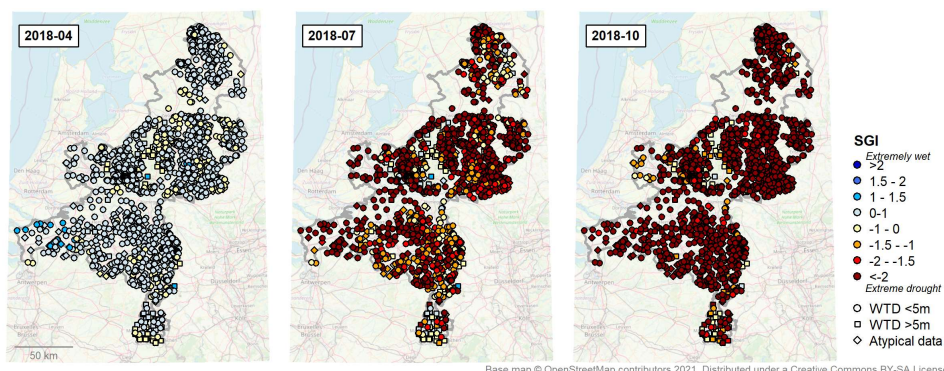 2018-04
2018-07
2018-10
Amsterdam
Den Haag
Rotterdam
Antwerpen
50 km
SGI
Extremely wet
>2
1.5 - 2
1 - 1.5
0-1
-1 - 0
-1.5 - -1
-2 - -1.5
<-2
Extreme drought
WTD <5m
WTD >5m
Atypical data
Base map © OpenStreetMap contributors 2021. Distributed under a Creative Commons BY-SA License